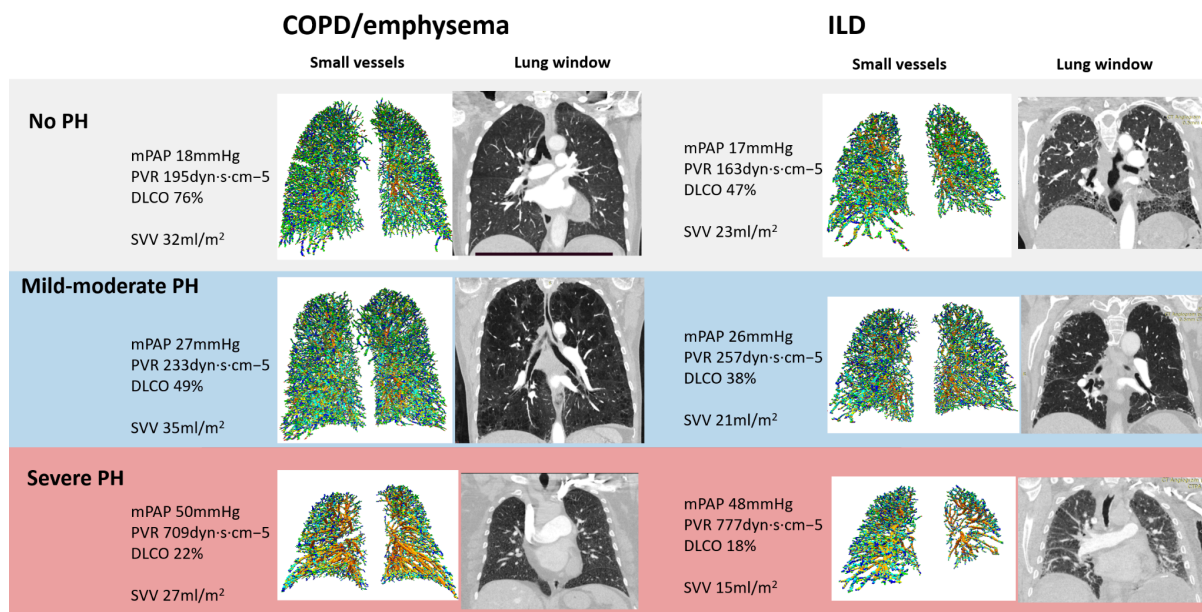 COPD/emphysema
ILD
Small vessels
Lung window
Small vessels
Lung window
No PH
mPAP 18mmHg
PVR 195dyn·s·cm–5
DLCO 76%
SVV 32ml/m²
mPAP 17mmHg
PVR 163dyn·s·cm–5
DLCO 47%
SVV 23ml/m²
Mild-moderate PH
mPAP 27mmHg
PVR 233dyn·s·cm–5
DLCO 49%
SVV 35ml/m²
mPAP 26mmHg
PVR 257dyn·s·cm–5
DLCO 38%
SVV 21ml/m²
Severe PH
mPAP 50mmHg
PVR 709dyn·s·cm–5
DLCO 22%
SVV 27ml/m²
mPAP 48mmHg
PVR 777dyn·s·cm–5
DLCO 18%
SVV 15ml/m²